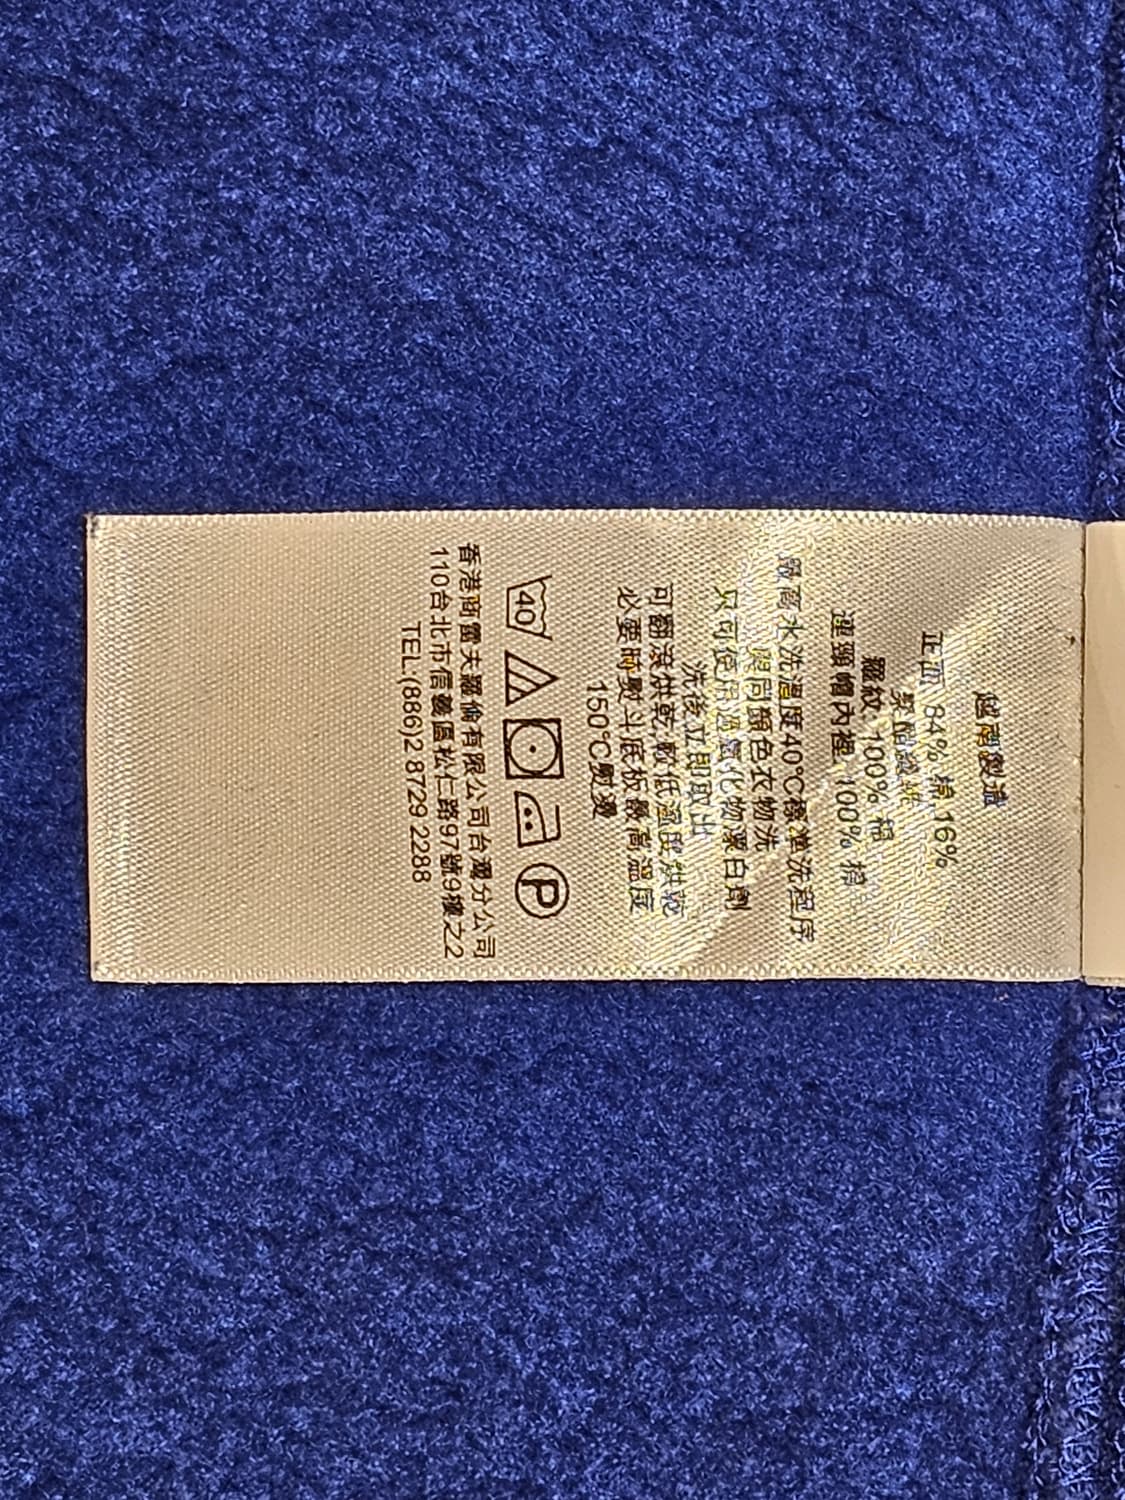 越南製造
正面 84% 棉,16%
聚酯纖維
羅紋:100% 棉
連頸帽內裡 100% 棉
最高水洗溫度40°C標準洗程序
與同顏色衣物洗
只可使用過氧化物漂白劑
洗後立即取出
可翻滾烘乾,較低溫度烘乾
必要時熨斗底板最高溫度
150°C熨燙
40
P
香港商雷夫羅倫有限公司台灣分公司
110台北市信義區松仁路97號9樓之2
TEL(886)2 8729 2288